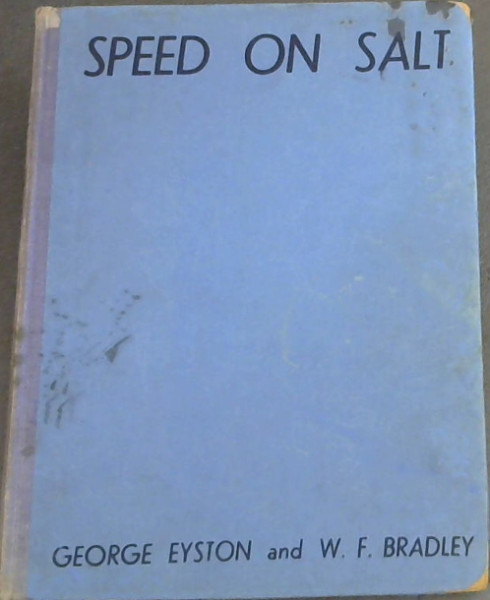 SPEED ON SALT
GEORGE EYSTON and W. F. BRADLEY